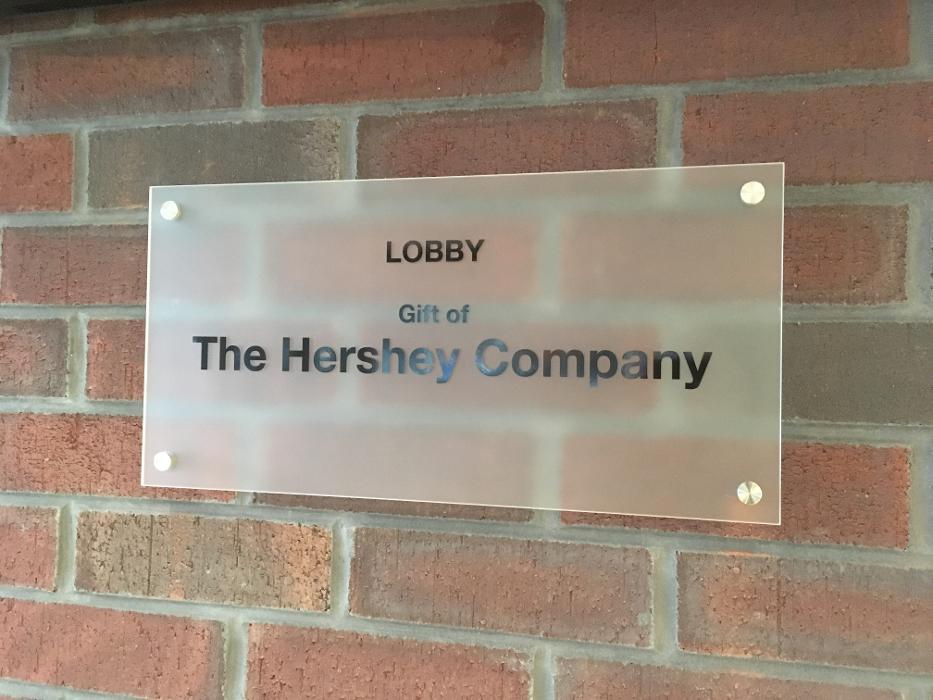 LOBBY
Gift of
The Hershey Company